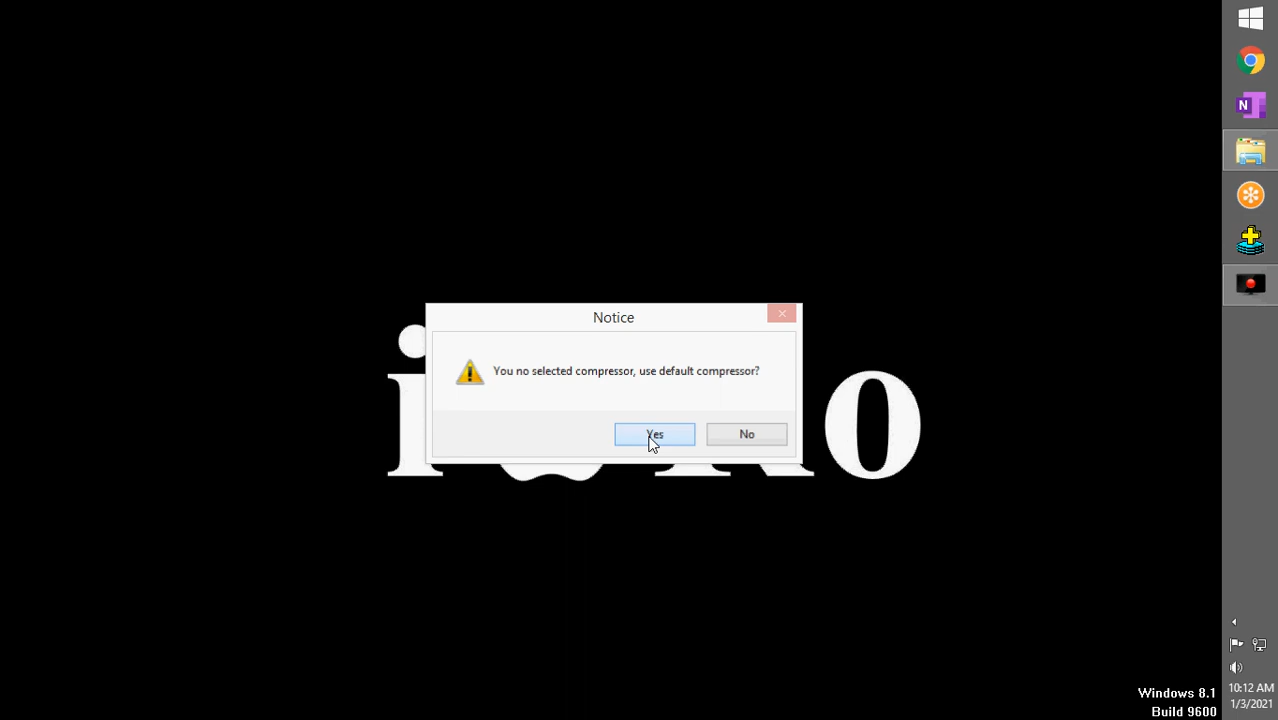 Notice
You no selected compressor, use default compressor?
Yes
No
N
10:12 AM
1/3/2021
Windows 8.1
Build 9600